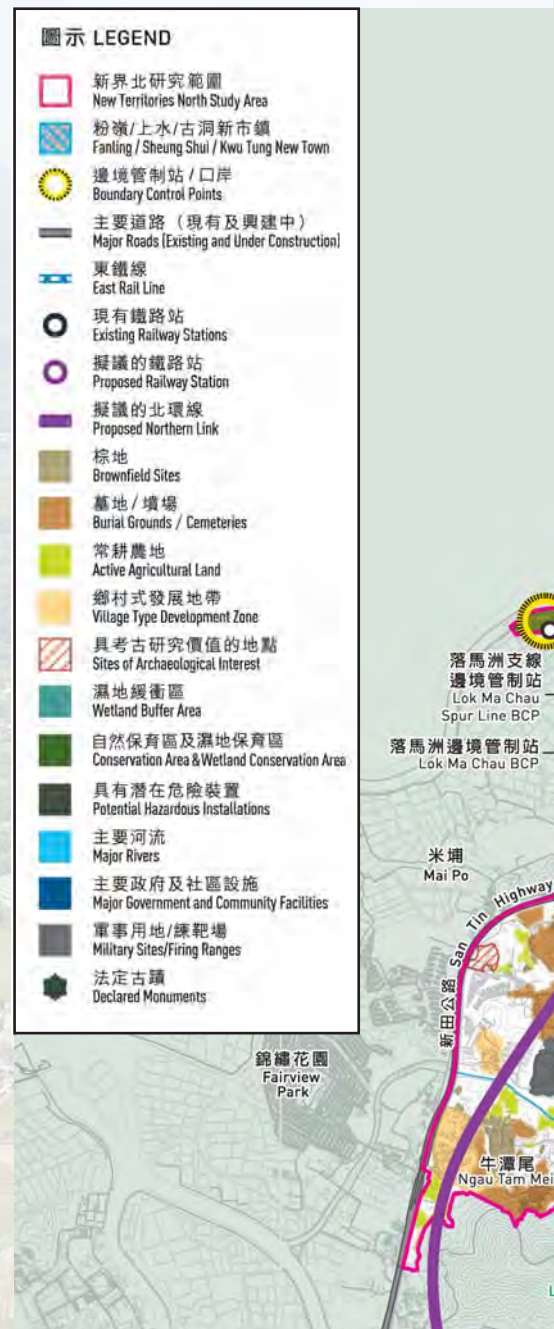 圖示 LEGEND
新界北研究範圍
New Territories North Study Area
粉嶺/上水/古洞新市鎮
Fanling / Sheung Shui / Kwu Tung New Town
邊境管制站 / 口岸
Boundary Control Points
主要道路（現有及興建中）
Major Roads (Existing and Under Construction)
東鐵線
East Rail Line
現有鐵路站
Existing Railway Stations
擬議的鐵路站
Proposed Railway Station
擬議的北環線
Proposed Northern Link
棕地
Brownfield Sites
墓地 / 墳場
Burial Grounds / Cemeteries
常耕農地
Active Agricultural Land
鄉村式發展地帶
Village Type Development Zone
具考古研究價值的地點
Sites of Archaeological Interest
濕地緩衝區
Wetland Buffer Area
自然保育區及濕地保育區
Conservation Area & Wetland Conservation Area
具有潛在危險裝置
Potential Hazardous Installations
主要河流
Major Rivers
主要政府及社區設施
Major Government and Community Facilities
軍事用地/練靶場
Military Sites/Firing Ranges
法定古蹟
Declared Monuments
落馬洲支線
邊境管制站
Lok Ma Chau
Spur Line BCP
落馬洲邊境管制站
Lok Ma Chau BCP
米埔
Mai Po
San Tin Highway
新田公路
錦繡花園
Fairview
Park
牛潭尾
Ngau Tam Mei
L